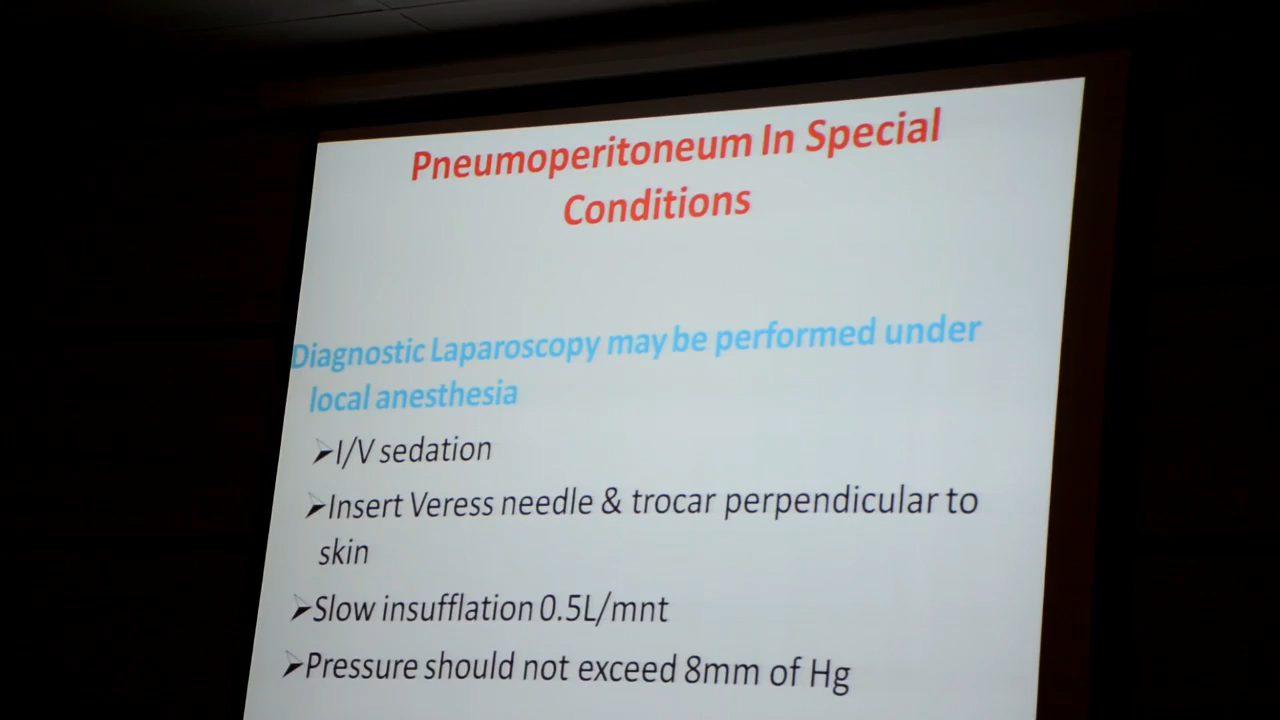 Pneumoperitoneum In Special
Conditions
Diagnostic Laparoscopy may be performed under
local anesthesia
➢I/V sedation
➢Insert Veress needle & trocar perpendicular to
skin
➢Slow insufflation 0.5L/mnt
➢Pressure should not exceed 8mm of Hg